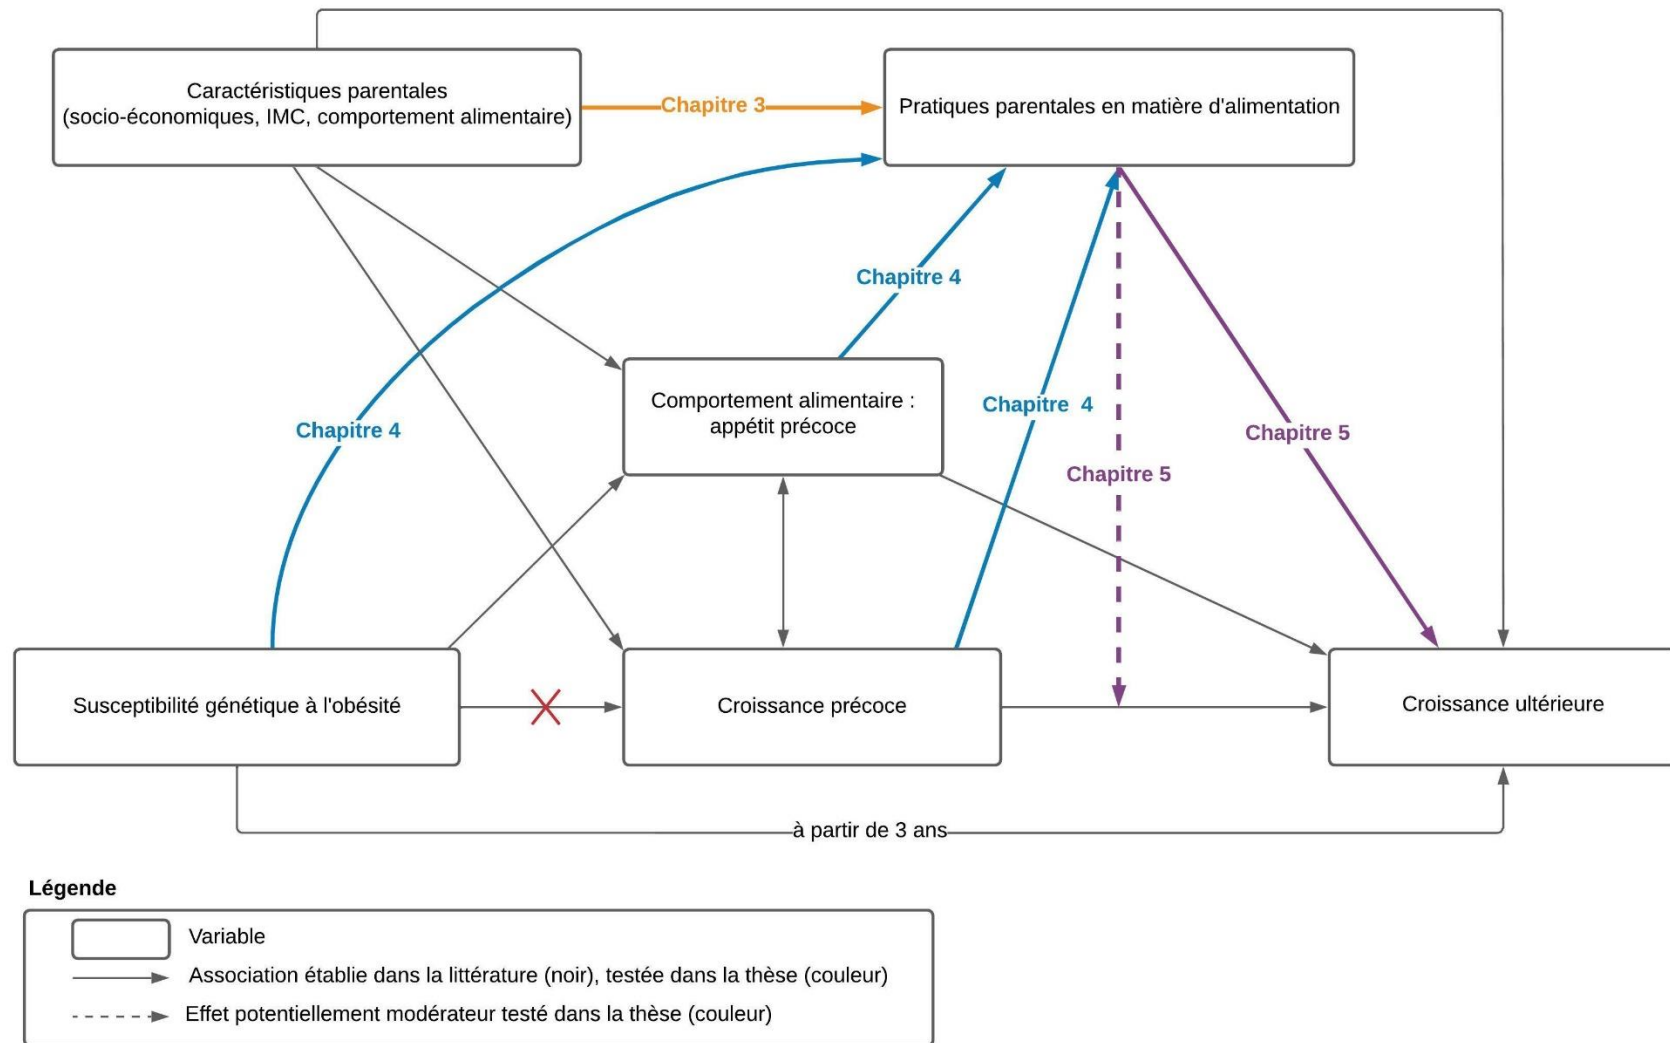 Caractéristiques parentales
(socio-économiques, IMC, comportement alimentaire)
Chapitre 3
Pratiques parentales en matière d'alimentation
Chapitre 4
Comportement alimentaire :
appétit précoce
Chapitre 4
Chapitre 4
Chapitre 5
Chapitre 5
Susceptibilité génétique à l'obésité
Croissance précoce
Croissance ultérieure
à partir de 3 ans
Légende
Variable
Association établie dans la littérature (noir), testée dans la thèse (couleur)
Effet potentiellement modérateur testé dans la thèse (couleur)